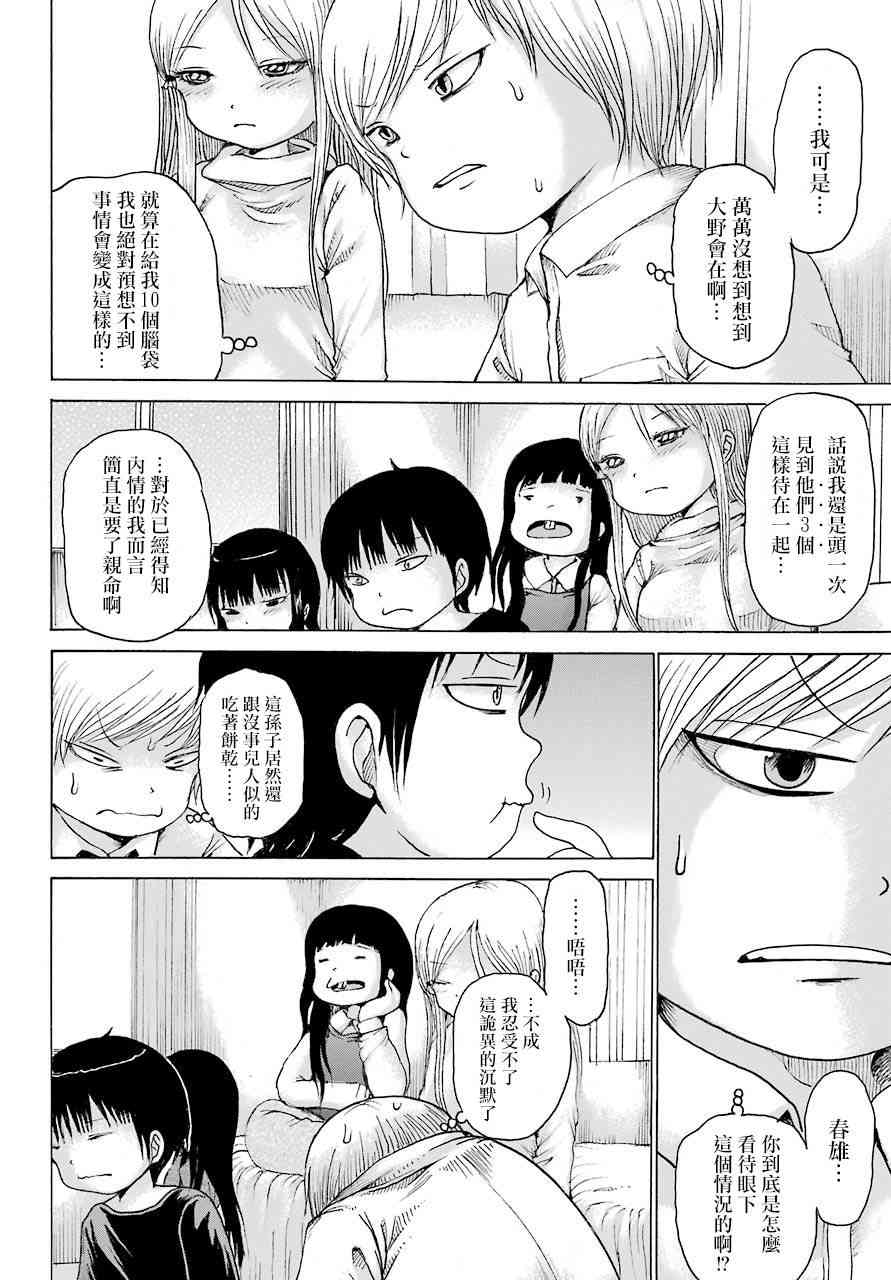 ……我可是…
萬萬沒想到想到
大野會在啊…
就算在給我10個腦袋
我也絕對預想不到
事情會變成這樣的…
話説我還是頭一次
見到他們3個
這樣待在一起…
…對於已經得知
內情的我而言
簡直是要了親命啊
春雄…
你到底是怎麼
看待眼下
這個情況的啊!?
這孫子居然還
跟沒事兒人似的
吃著餅乾……
……唔唔…
…不成
我忍受不了
這詭異的沉默了